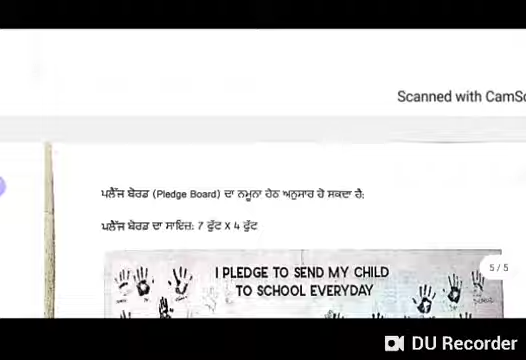 Scanned with CamSc
ਪਲੈੱਜ ਬੋਰਡ (Pledge Board) ਦਾ ਨਮੂਨਾ ਹੇਠ ਅਨੁਸਾਰ ਹੋ ਸਕਦਾ ਹੈ;
ਪਲੈੱਜ ਬੋਰਡ ਦਾ ਸਾਇਜ਼: 7 ਫੁੱਟ X 4 ਫੁੱਟ
I PLEDGE TO SEND MY CHILD
TO SCHOOL EVERYDAY
5 / 5
DU Recorder